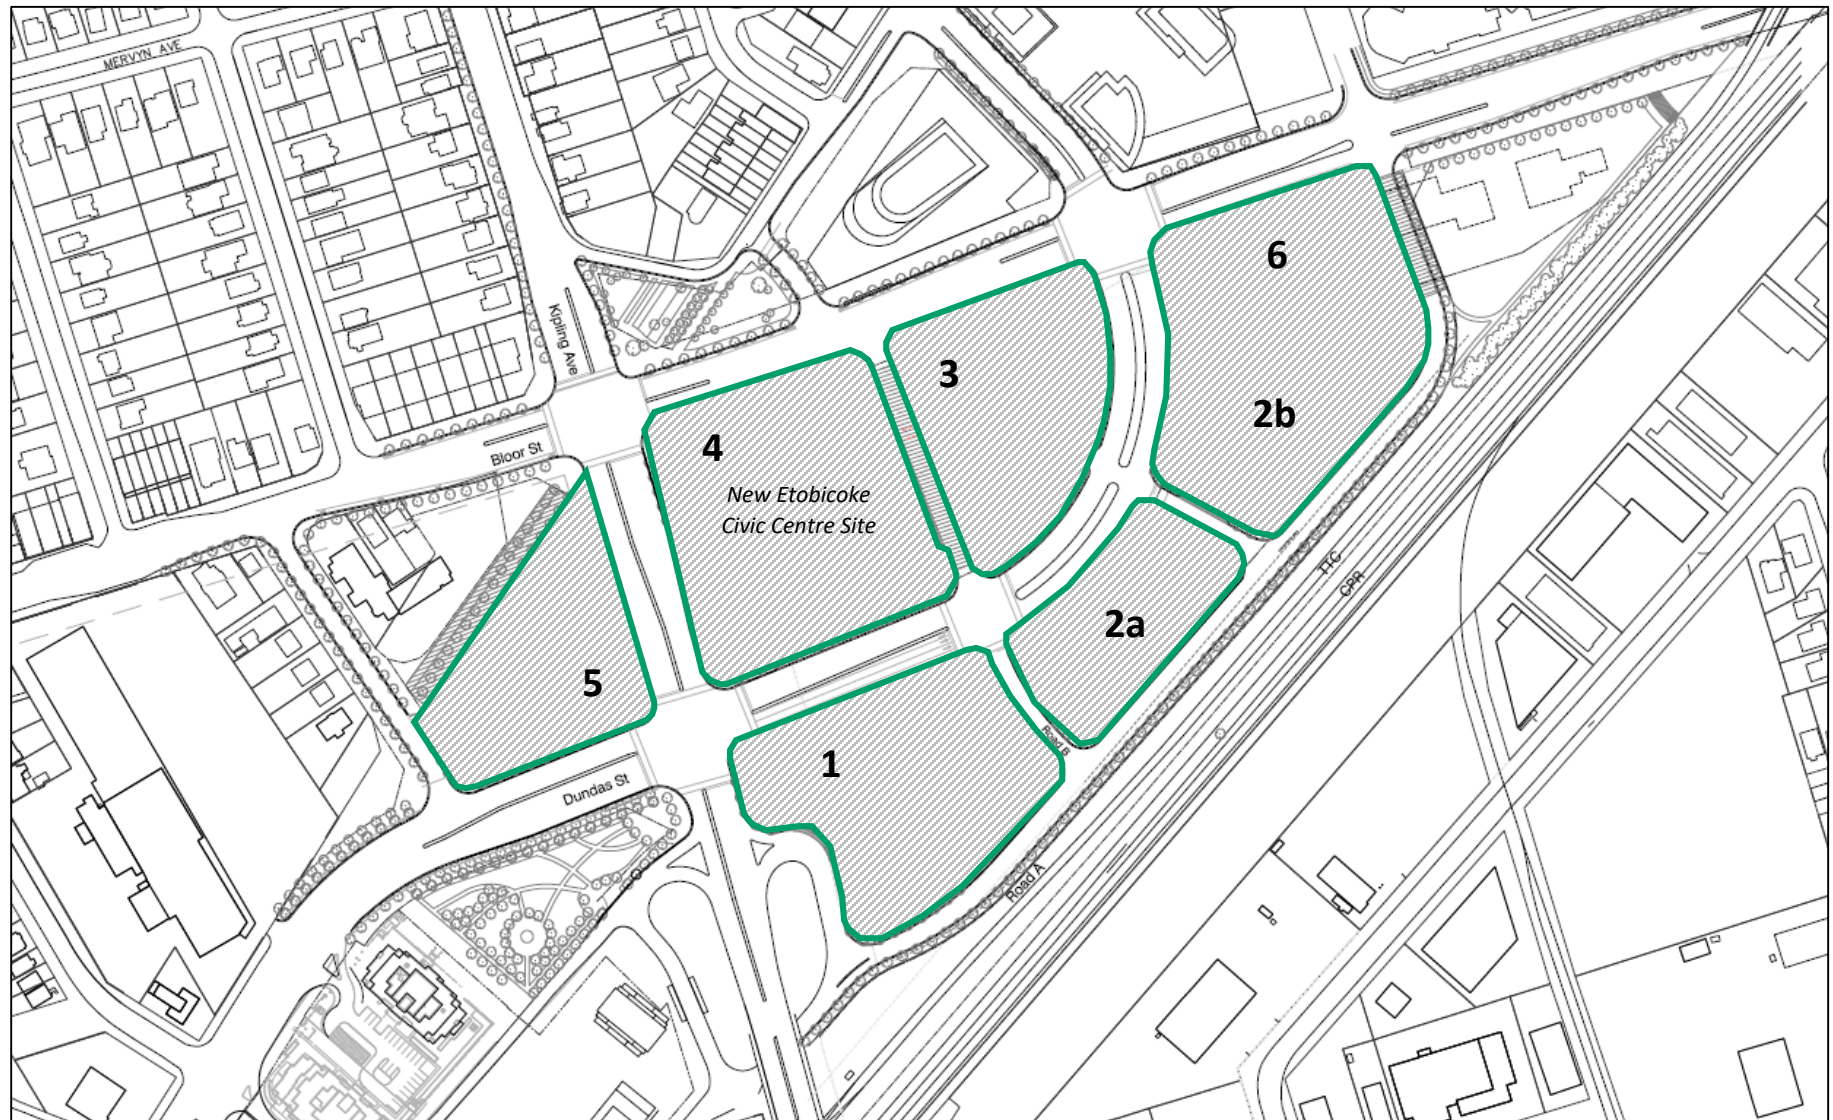 MERVYN AVE
6
Kipling Ave
3
2b
4
Bloor St
New Etobicoke
Civic Centre Site
TTC
CPR
2a
5
Road B
1
Dundas St
Road A